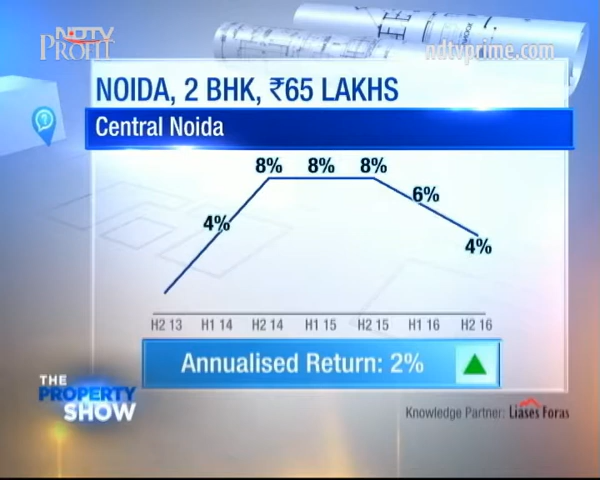 NDTV
PROFIT
ndtvprime.com
NOIDA, 2 BHK, ₹65 LAKHS
Central Noida
8% 8% 8%
6%
4%
4%
H2 13 H1 14 H2 14 H1 15 H2 15 H1 16 H2 16
Annualised Return: 2%
THE
PROPERTY
SHOW
Knowledge Partner: Liases Foras